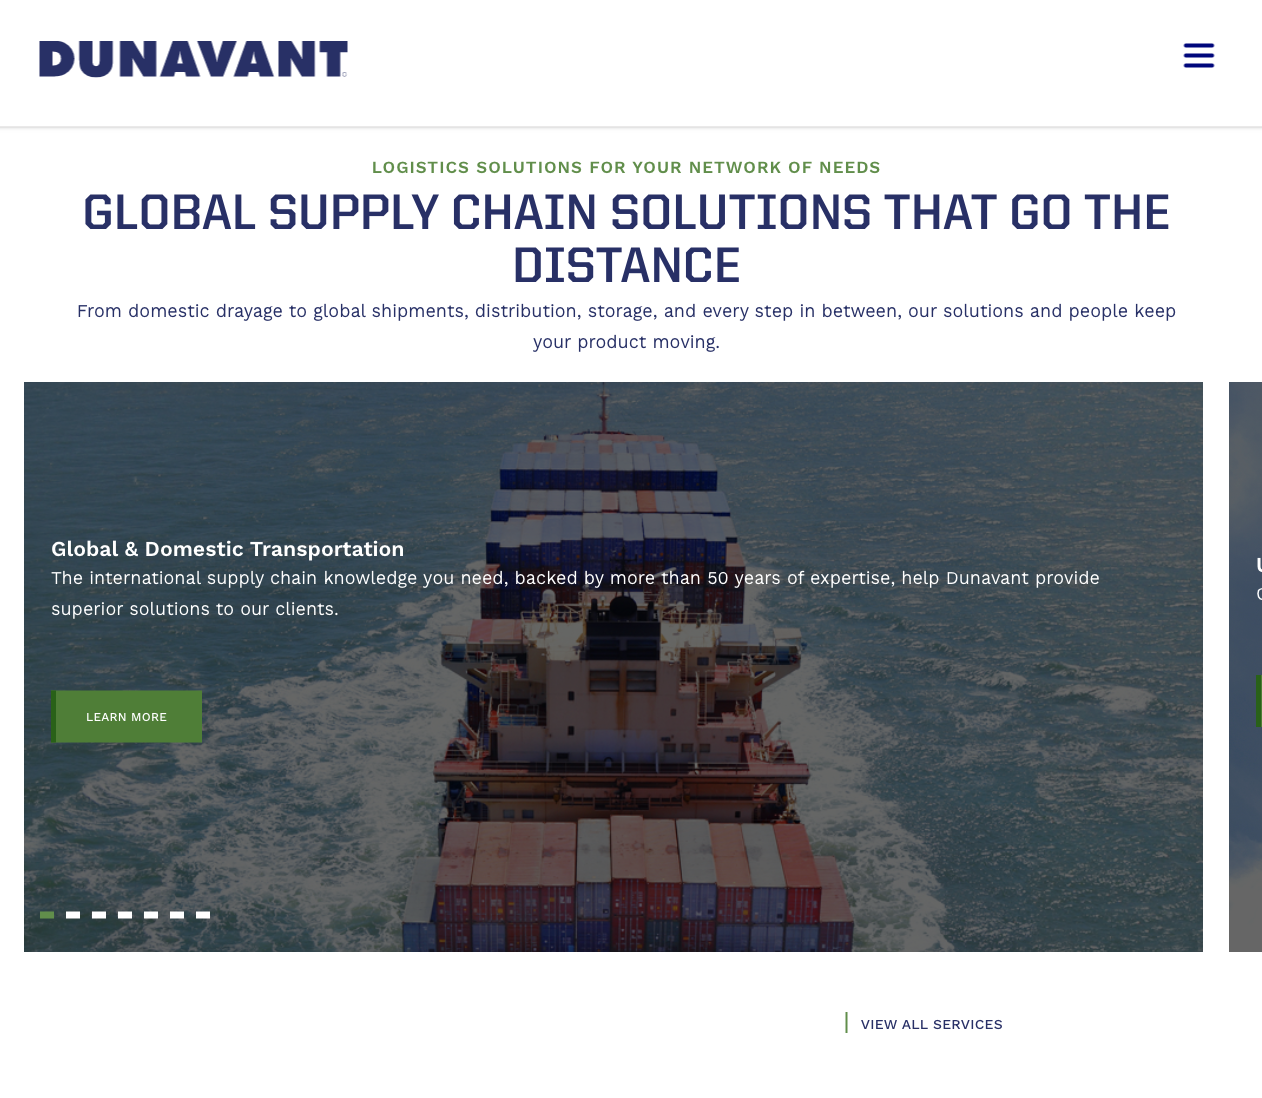 DUNAVANT
LOGISTICS SOLUTIONS FOR YOUR NETWORK OF NEEDS
GLOBAL SUPPLY CHAIN SOLUTIONS THAT GO THE
DISTANCE
From domestic drayage to global shipments, distribution, storage, and every step in between, our solutions and people keep
your product moving.
Global & Domestic Transportation
The international supply chain knowledge you need, backed by more than 50 years of expertise, help Dunavant provide
superior solutions to our clients.
LEARN MORE
VIEW ALL SERVICES